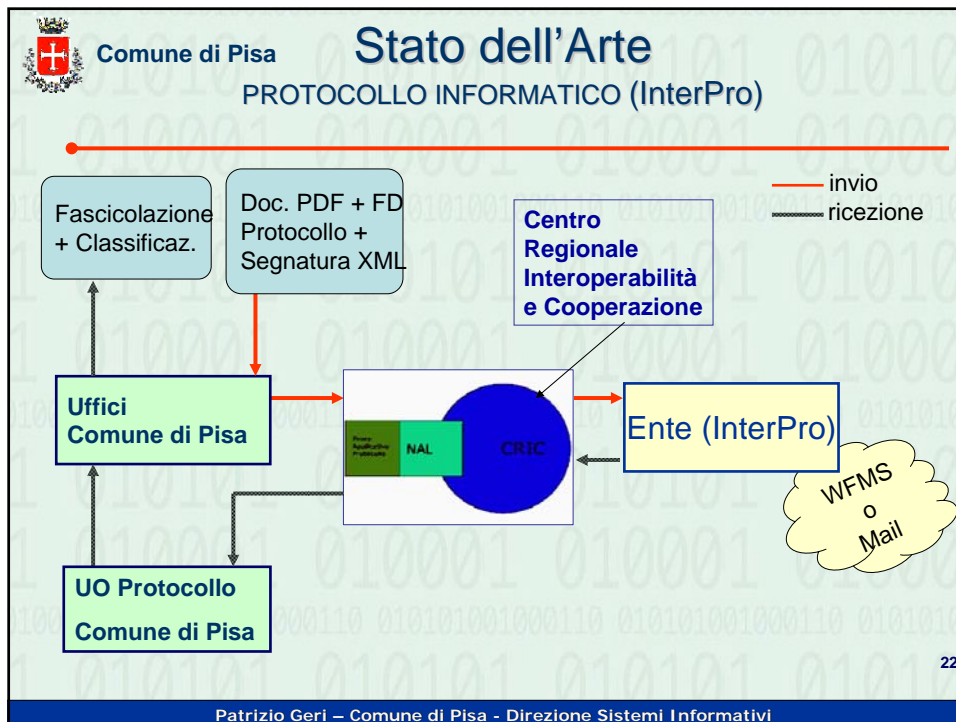 Comune di Pisa
Stato dell'Arte
PROTOCOLLO INFORMATICO (InterPro)
invio
ricezione
Fascicolazione
+ Classificaz.
Doc. PDF + FD
Protocollo +
Segnatura XML
Centro
Regionale
Interoperabilità
e Cooperazione
Uffici
Comune di Pisa
Applicativo
Protocollo
NAL
CRIC
Ente (InterPro)
WFMS
o
Mail
UO Protocollo
Comune di Pisa
22
Patrizio Geri – Comune di Pisa - Direzione Sistemi Informativi